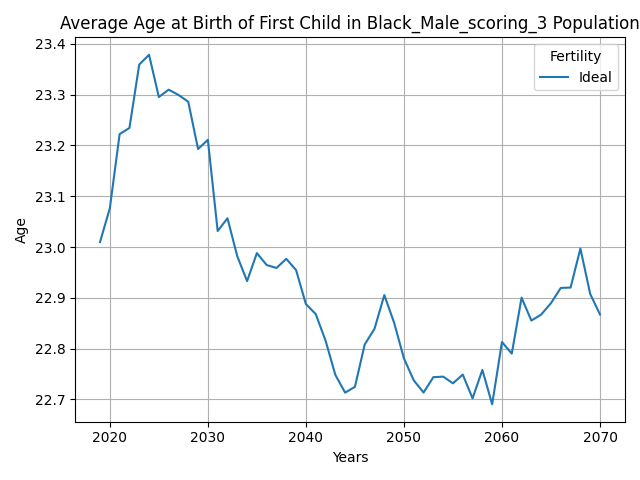 Average Age at Birth of First Child in Black_Male_scoring_3 Population
Fertility
Ideal
23.4
23.3
23.2
23.1
23.0
22.9
22.8
22.7
Age
2020 2030 2040 2050 2060 2070
Years